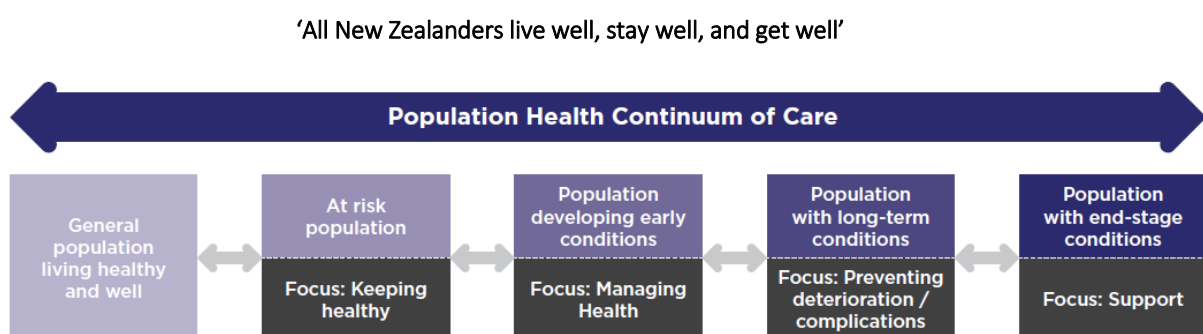 ‘All New Zealanders live well, stay well, and get well’
Population Health Continuum of Care
General
population
living healthy
and well
At risk
population
Focus: Keeping
healthy
Population
developing early
conditions
Focus: Managing
Health
Population
with long-term
conditions
Focus: Preventing
deterioration /
complications
Population
with end-stage
conditions
Focus: Support